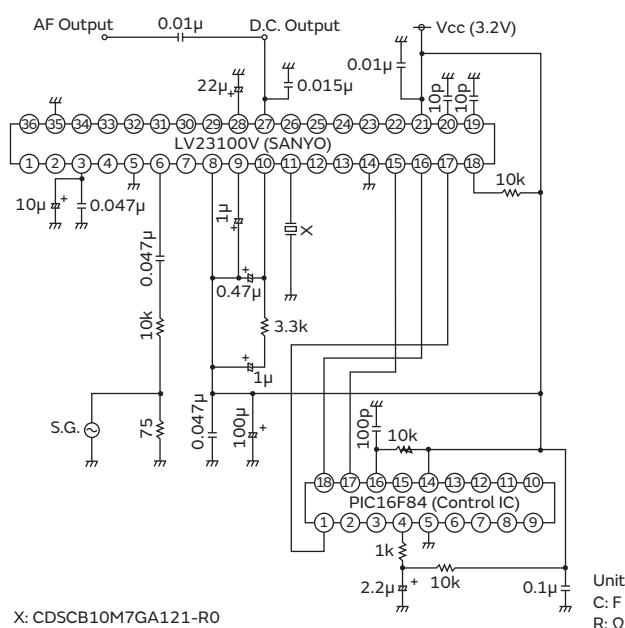 AF Output
0.01µ
D.C. Output
Vcc (3.2V)
22µ
+
0.015µ
0.01µ
10p
10p
36 35 34 33 32 31 30 29 28 27 26 25 24 23 22 21 20 19
LV23100V (SANYO)
1 2 3 4 5 6 7 8 9 10 11 12 13 14 15 16 17 18
10µ
+
0.047µ
1µ
+
10k
0.047µ
X
+
0.47µ
10k
3.3k
+
1µ
S.G.
75
0.047µ
100µ
+
100p
10k
18 17 16 15 14 13 12 11 10
PIC16F84 (Control IC)
1 2 3 4 5 6 7 8 9
1k
2.2µ
+
10k
0.1µ
Unit
C: F
R: Ω
X: CDSCB10M7GA121-R0